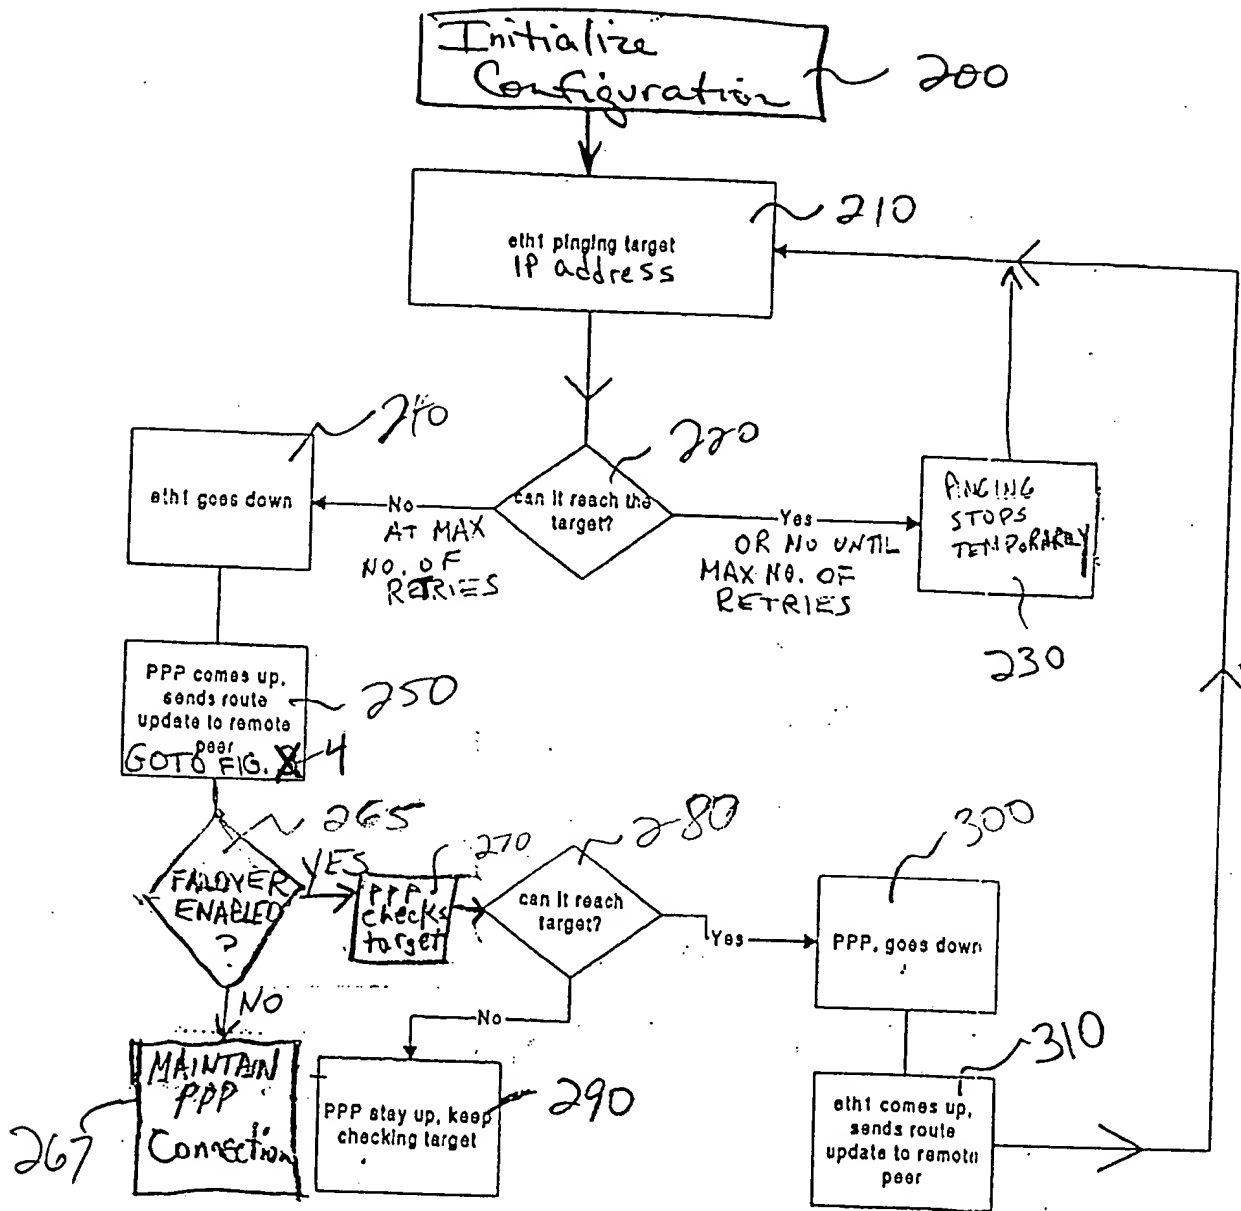 Initialize
Configuration
200
210
eth1 pinging target
IP address
240
220
eth1 goes down
No
AT MAX
NO. OF
RETRIES
can it reach the
target?
Yes
OR NO UNTIL
MAX NO. OF
RETRIES
PINGING
STOPS
TEMPORARELY
230
PPP comes up,
sends route
update to remote
peer
GOTO FIG. 4
250
265
FAILOVER
ENABLED
?
YES
270
PPP
checks
target
280
can it reach
target?
Yes
300
PPP, goes down
NO
No
MAINTAIN
PPP
Connection
267
PPP stay up, keep
checking target
290
310
eth1 comes up,
sends route
update to remote
peer